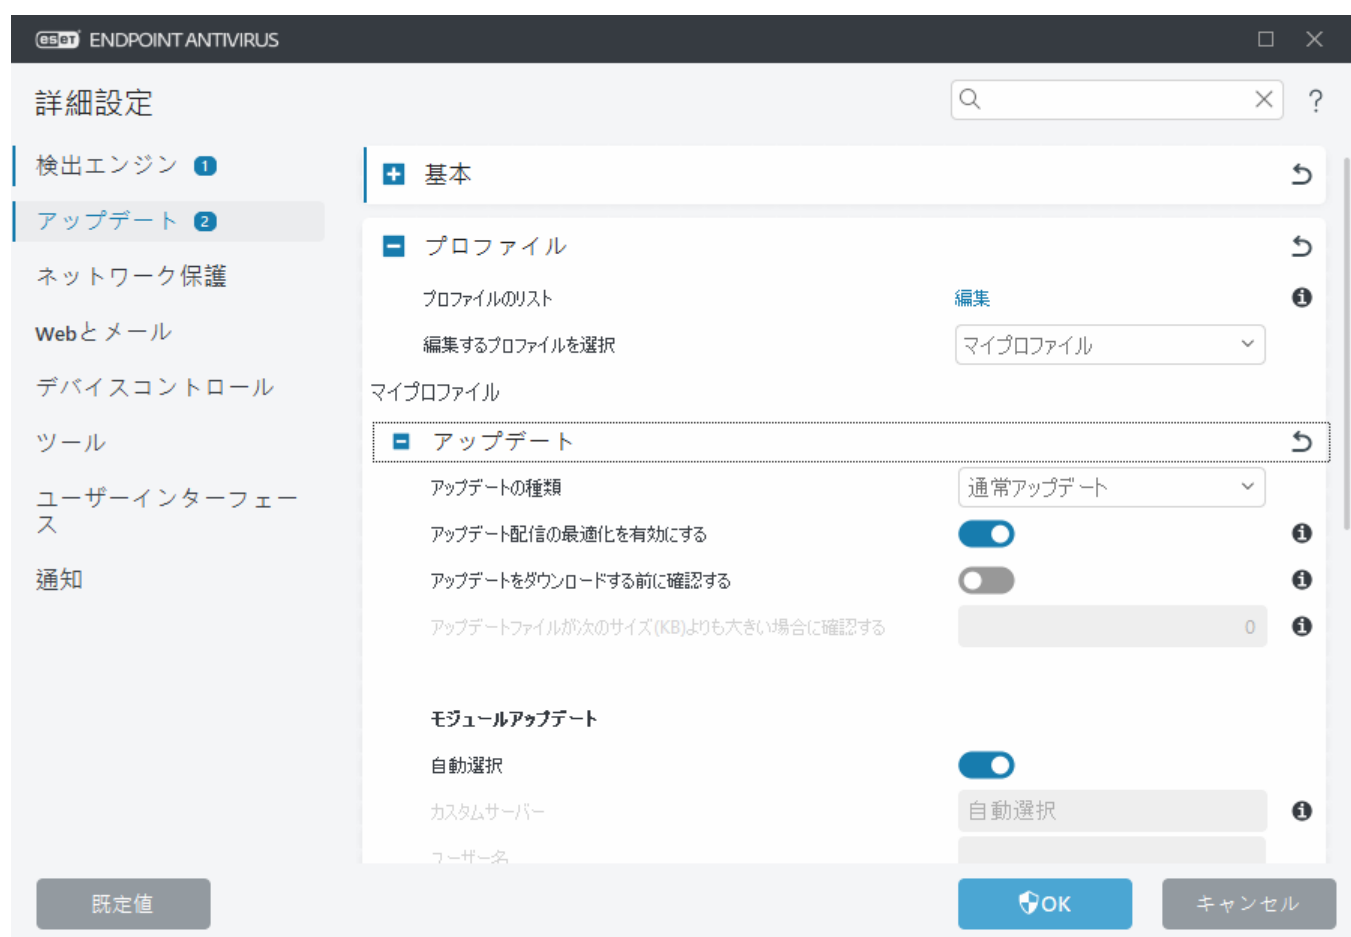 eset ENDPOINT ANTIVIRUS
詳細設定
?
検出エンジン 1
アップデート 2
ネットワーク保護
Webとメール
デバイスコントロール
ツール
ユーザーインターフェー
ス
通知
基本
プロファイル
プロファイルのリスト 編集
編集するプロファイルを選択 マイプロファイル
マイプロファイル
アップデート
アップデートの種類 通常アップデート
アップデート配信の最適化を有効にする
アップデートをダウンロードする前に確認する
アップデートファイルが次のサイズ(KB)よりも大きい場合に確認する 0
モジュールアップデート
自動選択
カスタムサーバー 自動選択
ユーザー名
既定値 OK キャンセル